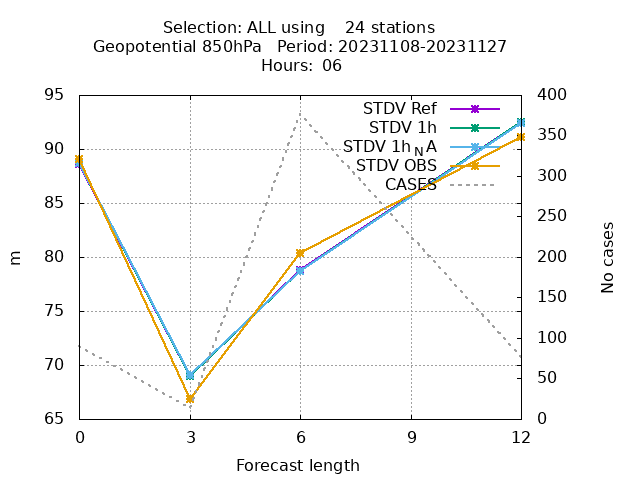 Selection: ALL using    24 stations
Geopotential 850hPa   Period: 20231108-20231127
Hours:  06
95
90
85
80
75
70
65
400
350
300
250
200
150
100
50
0
STDV Ref
STDV 1h
STDV 1h_N A
STDV OBS
CASES
m
No cases
0 3 6 9 12
Forecast length